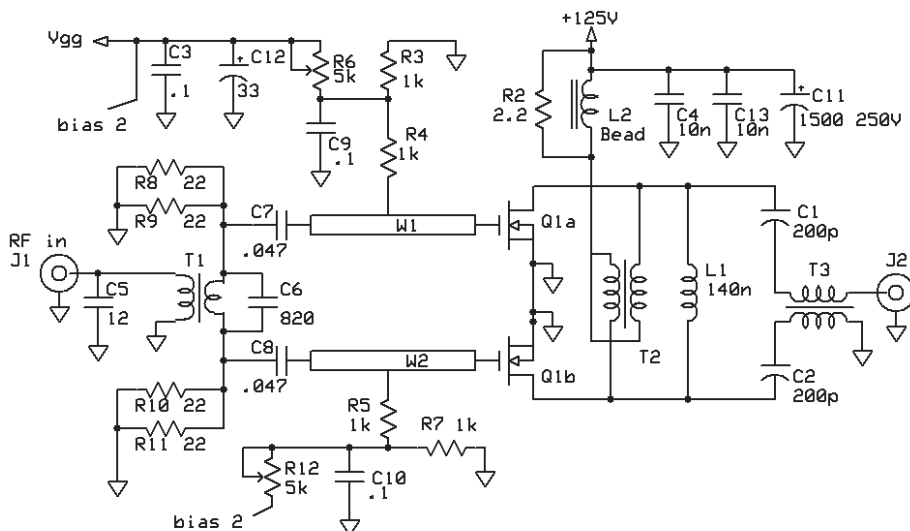 +125V
Vgg
C3
.1
C12
+
33
R6
5k
R3
1k
R2
2.2
L2
Bead
C4
10n
C13
10n
+
C11
1500 250V
bias 2
C9
.1
R4
1k
R8
22
R9
22
C7
.047
W1
Q1a
C1
200p
RF in
J1
T1
C5
12
C6
820
L1
140n
T3
J2
C8
.047
W2
Q1b
T2
C2
200p
R10
22
R11
22
R5
1k
R7 1k
R12
5k
C10
.1
bias 2